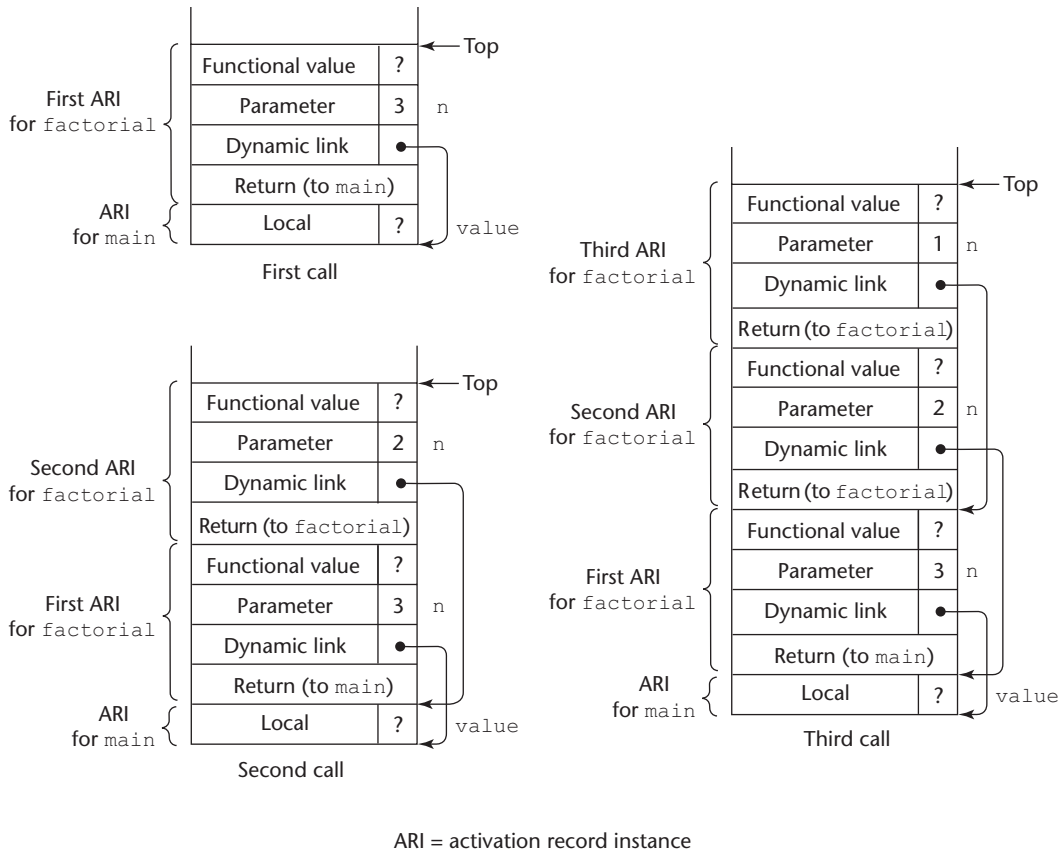 Top
Functional value ?
First ARI
for factorial
Parameter 3 n
Dynamic link
Return (to main)
ARI
for main
Local ?
value
First call
Top
Functional value ?
Second ARI
for factorial
Parameter 2 n
Dynamic link
Return (to factorial)
Functional value ?
First ARI
for factorial
Parameter 3 n
Dynamic link
Return (to main)
ARI
for main
Local ?
value
Second call
Top
Functional value ?
Third ARI
for factorial
Parameter 1 n
Dynamic link
Return (to factorial)
Functional value ?
Second ARI
for factorial
Parameter 2 n
Dynamic link
Return (to factorial)
Functional value ?
First ARI
for factorial
Parameter 3 n
Dynamic link
Return (to main)
ARI
for main
Local ?
value
Third call
ARI = activation record instance